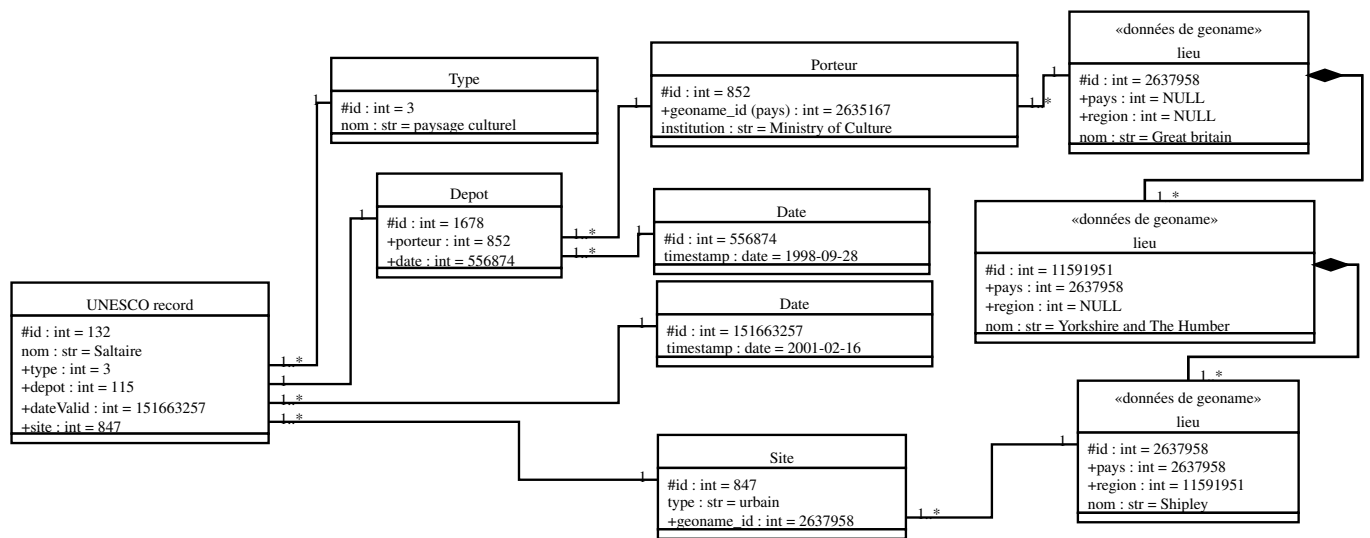 «données de geoname»
lieu
#id : int = 2637958
+pays : int = NULL
+region : int = NULL
nom : str = Great britain
Type
#id : int = 3
nom : str = paysage culturel
Porteur
#id : int = 852
+geoname_id (pays) : int = 2635167
institution : str = Ministry of Culture
1
1
1
1..*
Depot
#id : int = 1678
+porteur : int = 852
+date : int = 556874
1
1..*
1..*
1
Date
#id : int = 556874
timestamp : date = 1998-09-28
1..*
«données de geoname»
lieu
#id : int = 11591951
+pays : int = 2637958
+region : int = NULL
nom : str = Yorkshire and The Humber
UNESCO record
#id : int = 132
nom : str = Saltaire
+type : int = 3
+depot : int = 115
+dateValid : int = 151663257
+site : int = 847
1..*
1
1..*
1..*
1
Date
#id : int = 151663257
timestamp : date = 2001-02-16
1..*
«données de geoname»
lieu
#id : int = 2637958
+pays : int = 2637958
+region : int = 11591951
nom : str = Shipley
1
Site
#id : int = 847
type : str = urbain
+geoname_id : int = 2637958
1..*
1